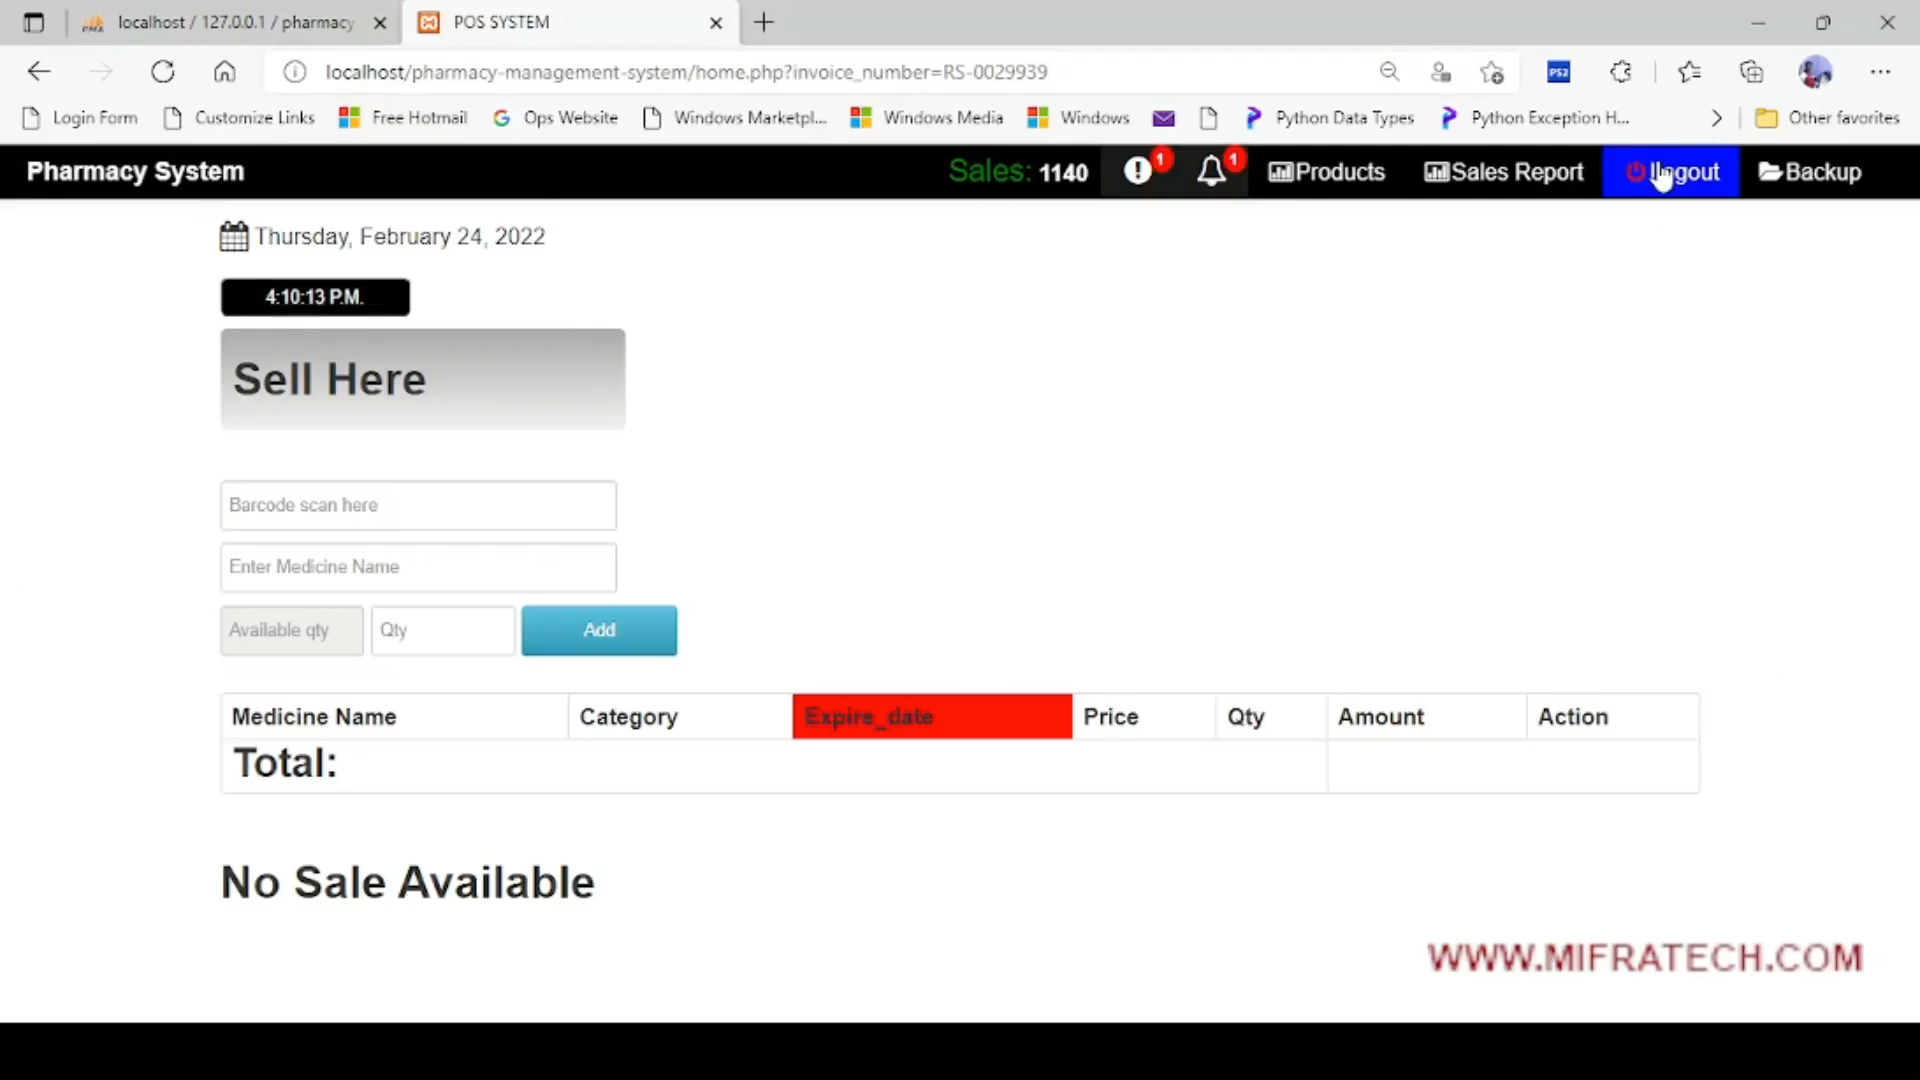 localhost / 127.0.0.1 / pharmacy
POS SYSTEM
localhost/pharmacy-management-system/home.php?invoice_number=RS-0029939
PS2
Login Form
Customize Links
Free Hotmail
Ops Website
Windows Marketpl...
Windows Media
Windows
Python Data Types
Python Exception H...
Other favorites
Pharmacy System
Sales: 1140
1
1
Products
Sales Report
Logout
Backup
Thursday, February 24, 2022
4:10:13 P.M.
Sell Here
Barcode scan here
Enter Medicine Name
Available qty
Qty
Add
Medicine Name Category Expire_date Price Qty Amount Action
Total:
No Sale Available
WWW.MIFRATECH.COM